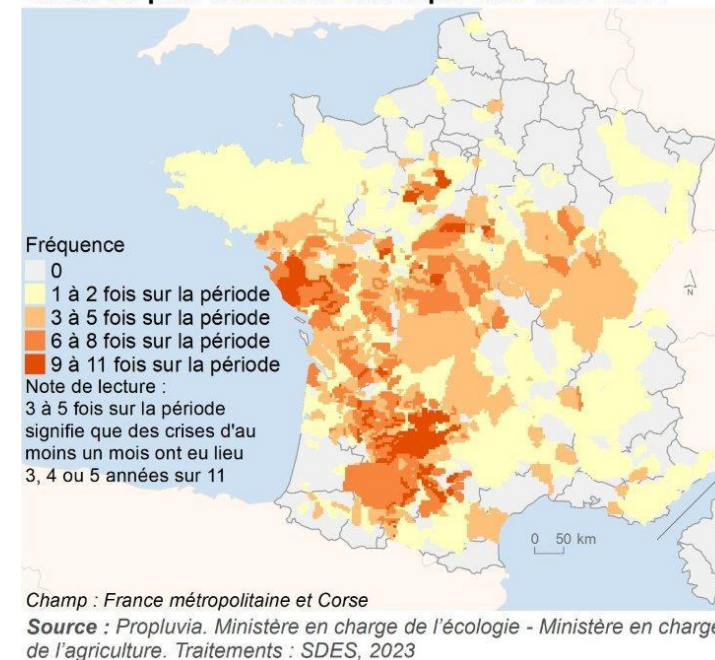 Fréquence
0
1 à 2 fois sur la période
3 à 5 fois sur la période
6 à 8 fois sur la période
9 à 11 fois sur la période
Note de lecture :
3 à 5 fois sur la période
signifie que des crises d'au
moins un mois ont eu lieu
3, 4 ou 5 années sur 11
N
0 50 km
Champ : France métropolitaine et Corse
Source : Propluvia. Ministère en charge de l'écologie - Ministère en charge
de l'agriculture. Traitements : SDES, 2023